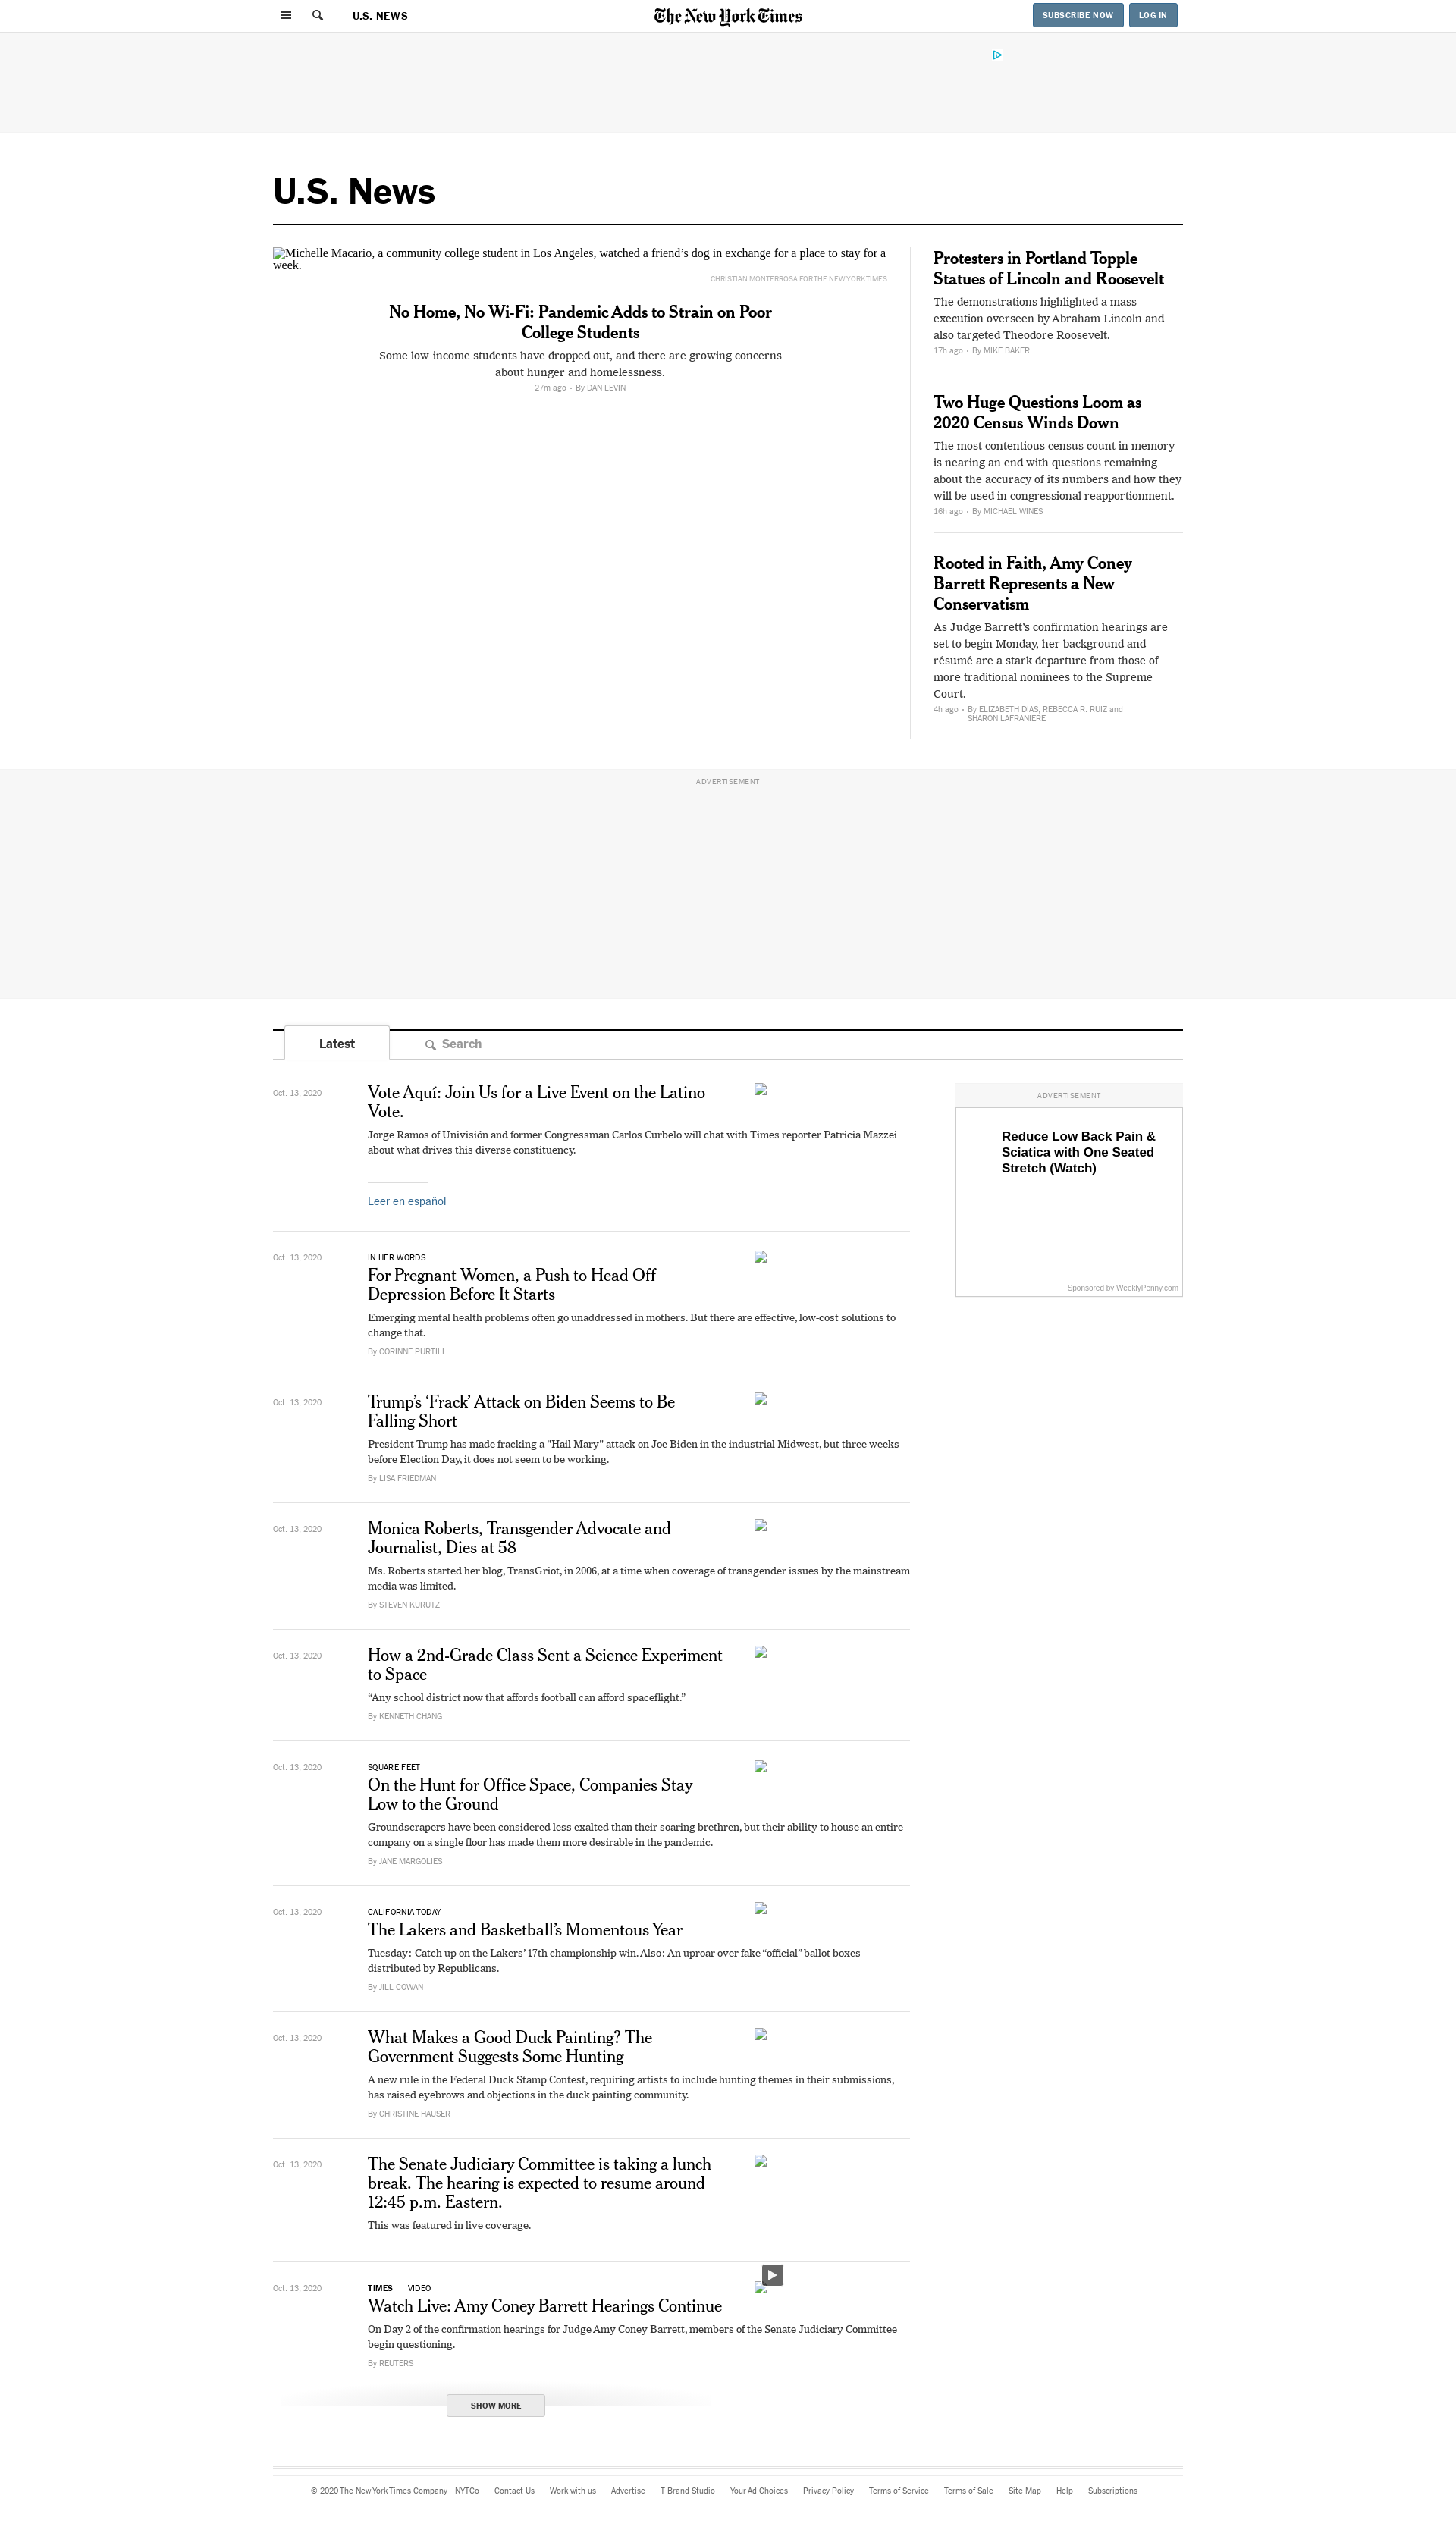 U.S. NEWS
The New York Times
SUBSCRIBE NOW
LOG IN
U.S. News
Michelle Macario, a community college student in Los Angeles, watched a friend's dog in exchange for a place to stay for a
week.
CHRISTIAN MONTERROSA FOR THE NEW YORK TIMES
No Home, No Wi-Fi: Pandemic Adds to Strain on Poor
College Students
Some low-income students have dropped out, and there are growing concerns
about hunger and homelessness.
27m ago • By DAN LEVIN
Protesters in Portland Topple
Statues of Lincoln and Roosevelt
The demonstrations highlighted a mass
execution overseen by Abraham Lincoln and
also targeted Theodore Roosevelt.
17h ago • By MIKE BAKER
Two Huge Questions Loom as
2020 Census Winds Down
The most contentious census count in memory
is nearing an end with questions remaining
about the accuracy of its numbers and how they
will be used in congressional reapportionment.
16h ago • By MICHAEL WINES
Rooted in Faith, Amy Coney
Barrett Represents a New
Conservatism
As Judge Barrett’s confirmation hearings are
set to begin Monday, her background and
résumé are a stark departure from those of
more traditional nominees to the Supreme
Court.
4h ago • By ELIZABETH DIAS, REBECCA R. RUIZ and
SHARON LAFRANIERE
ADVERTISEMENT
Latest
Search
Oct. 13, 2020
Vote Aquí: Join Us for a Live Event on the Latino
Vote.
Jorge Ramos of Univisión and former Congressman Carlos Curbelo will chat with Times reporter Patricia Mazzei
about what drives this diverse constituency.
Leer en español
ADVERTISEMENT
Reduce Low Back Pain &
Sciatica with One Seated
Stretch (Watch)
Sponsored by WeeklyPenny.com
Oct. 13, 2020
IN HER WORDS
For Pregnant Women, a Push to Head Off
Depression Before It Starts
Emerging mental health problems often go unaddressed in mothers. But there are effective, low-cost solutions to
change that.
By CORINNE PURTILL
Oct. 13, 2020
Trump’s ‘Frack’ Attack on Biden Seems to Be
Falling Short
President Trump has made fracking a "Hail Mary" attack on Joe Biden in the industrial Midwest, but three weeks
before Election Day, it does not seem to be working.
By LISA FRIEDMAN
Oct. 13, 2020
Monica Roberts, Transgender Advocate and
Journalist, Dies at 58
Ms. Roberts started her blog, TransGriot, in 2006, at a time when coverage of transgender issues by the mainstream
media was limited.
By STEVEN KURUTZ
Oct. 13, 2020
How a 2nd-Grade Class Sent a Science Experiment
to Space
“Any school district now that affords football can afford spaceflight.”
By KENNETH CHANG
Oct. 13, 2020
SQUARE FEET
On the Hunt for Office Space, Companies Stay
Low to the Ground
Groundscrapers have been considered less exalted than their soaring brethren, but their ability to house an entire
company on a single floor has made them more desirable in the pandemic.
By JANE MARGOLIES
Oct. 13, 2020
CALIFORNIA TODAY
The Lakers and Basketball’s Momentous Year
Tuesday: Catch up on the Lakers’ 17th championship win. Also: An uproar over fake “official” ballot boxes
distributed by Republicans.
By JILL COWAN
Oct. 13, 2020
What Makes a Good Duck Painting? The
Government Suggests Some Hunting
A new rule in the Federal Duck Stamp Contest, requiring artists to include hunting themes in their submissions,
has raised eyebrows and objections in the duck painting community.
By CHRISTINE HAUSER
Oct. 13, 2020
The Senate Judiciary Committee is taking a lunch
break. The hearing is expected to resume around
12:45 p.m. Eastern.
This was featured in live coverage.
Oct. 13, 2020
TIMES | VIDEO
Watch Live: Amy Coney Barrett Hearings Continue
On Day 2 of the confirmation hearings for Judge Amy Coney Barrett, members of the Senate Judiciary Committee
begin questioning.
By REUTERS
SHOW MORE
© 2020 The New York Times Company NYTCo Contact Us Work with us Advertise T Brand Studio Your Ad Choices Privacy Policy Terms of Service Terms of Sale Site Map Help Subscriptions